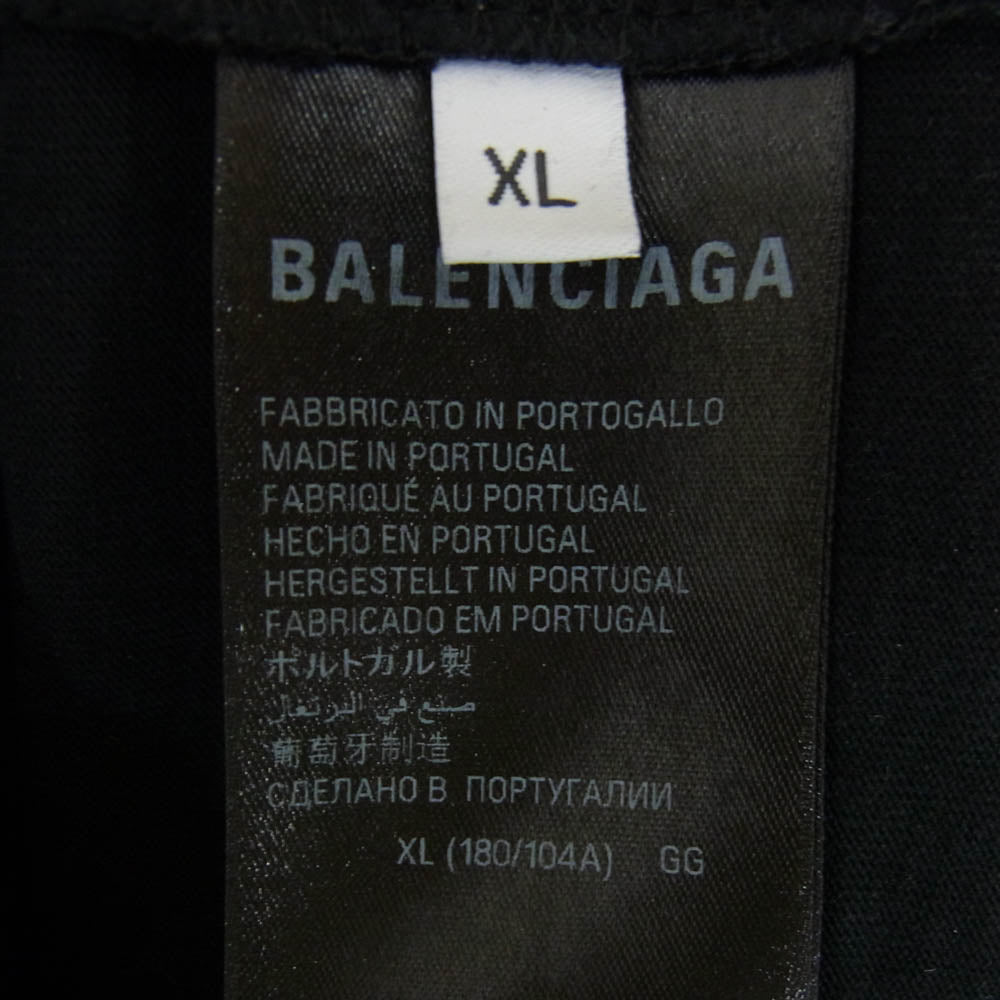 XL
BALENCIAGA
FABBRICATO IN PORTOGALLO
MADE IN PORTUGAL
FABRIQUÉ AU PORTUGAL
HECHO EN PORTUGAL
HERGESTELLT IN PORTUGAL
FABRICADO EM PORTUGAL
ポルトガル製
صنع في البرتغال
葡萄牙制造
СДЕЛАНО В ПОРТУГАЛИИ
XL (180/104A) GG